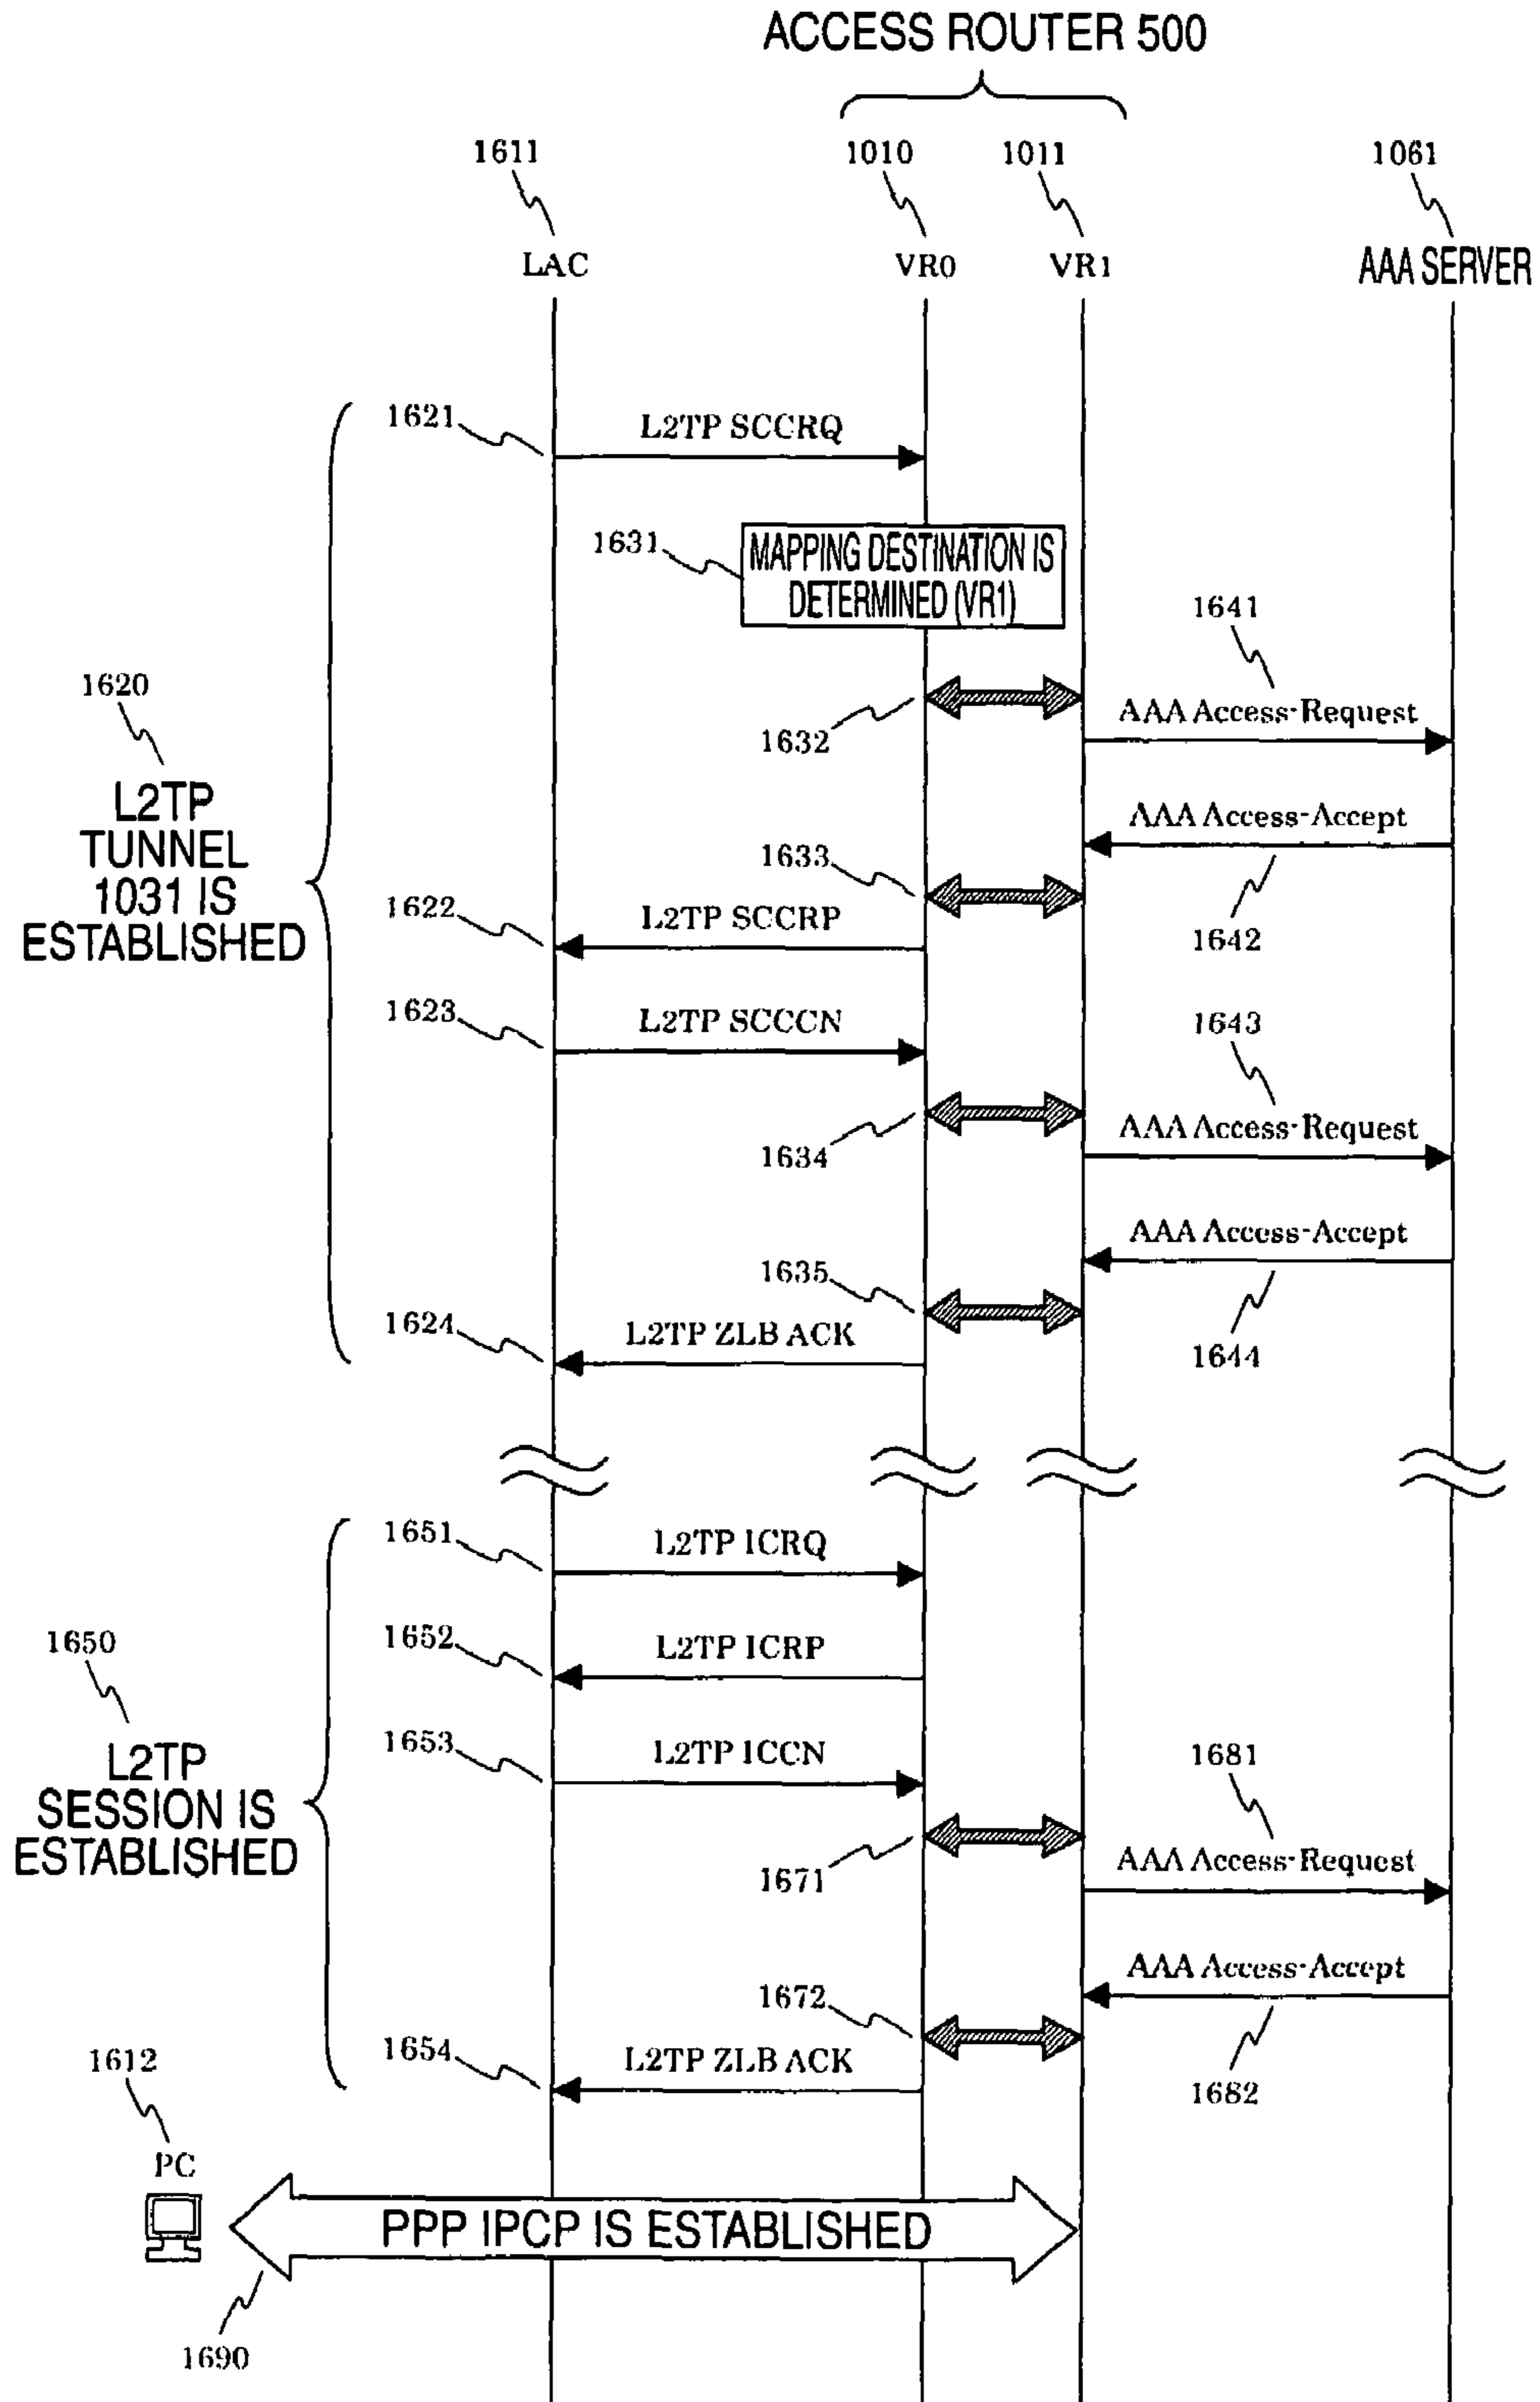 ACCESS ROUTER 500
1611
1010
1011
1061
LAC
VR0
VR1
AAA SERVER
1621
L2TP SCCRQ
1631
MAPPING DESTINATION IS
DETERMINED (VR1)
1641
1620
L2TP
TUNNEL
1031 IS
ESTABLISHED
1632
AAA Access-Request
AAA Access-Accept
1633
1622
L2TP SCCRP
1642
1623
L2TP SCCCN
1643
1634
AAA Access-Request
AAA Access-Accept
1635
1624
L2TP ZLB ACK
1644
1651
L2TP ICRQ
1650
L2TP
SESSION IS
ESTABLISHED
1652
L2TP ICRP
1653
L2TP ICCN
1681
1671
AAA Access-Request
AAA Access-Accept
1672
1654
L2TP ZLB ACK
1682
1612
PC
PPP IPCP IS ESTABLISHED
1690